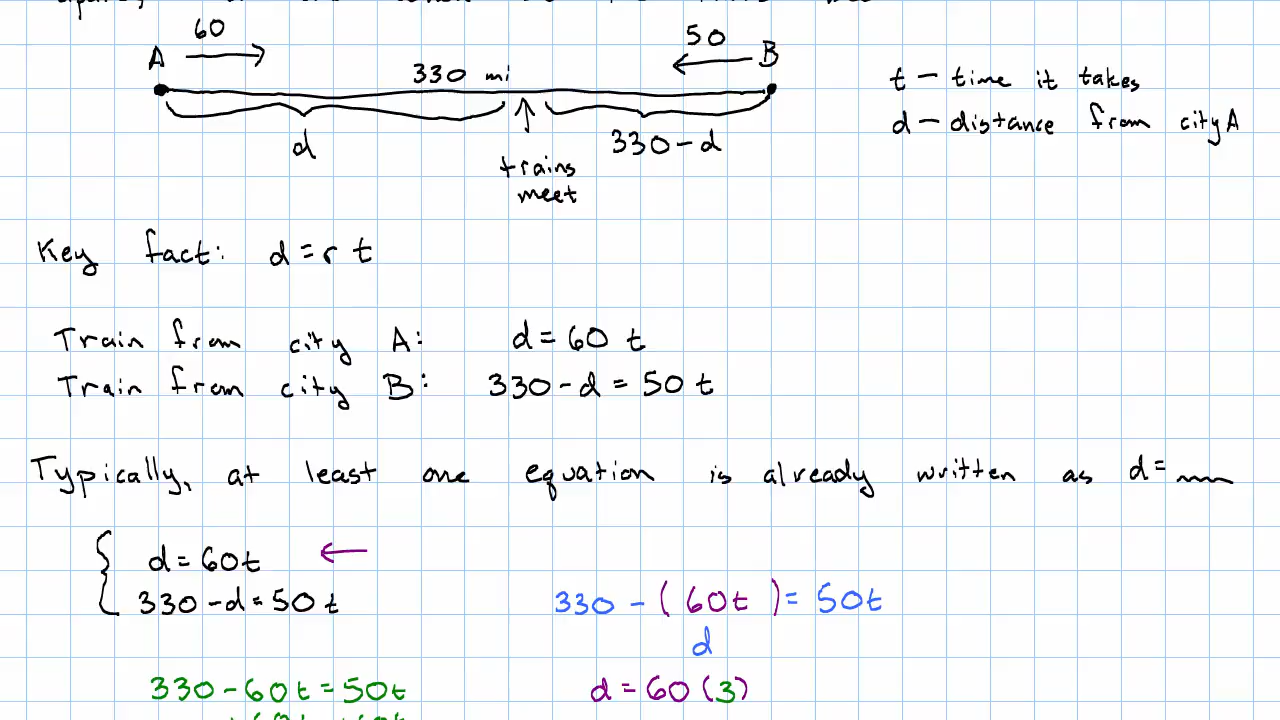 60
50
A
B
330 mi
t – time it takes
d – distance from city A
d
330 – d
trains
meet
Key fact: d = r t
Train from city A: d = 60 t
Train from city B: 330 – d = 50 t
Typically, at least one equation is already written as d =
d = 60t
330 – d = 50 t
330 – ( 60t ) = 50t
d
330 – 60t = 50t
d = 60 (3)